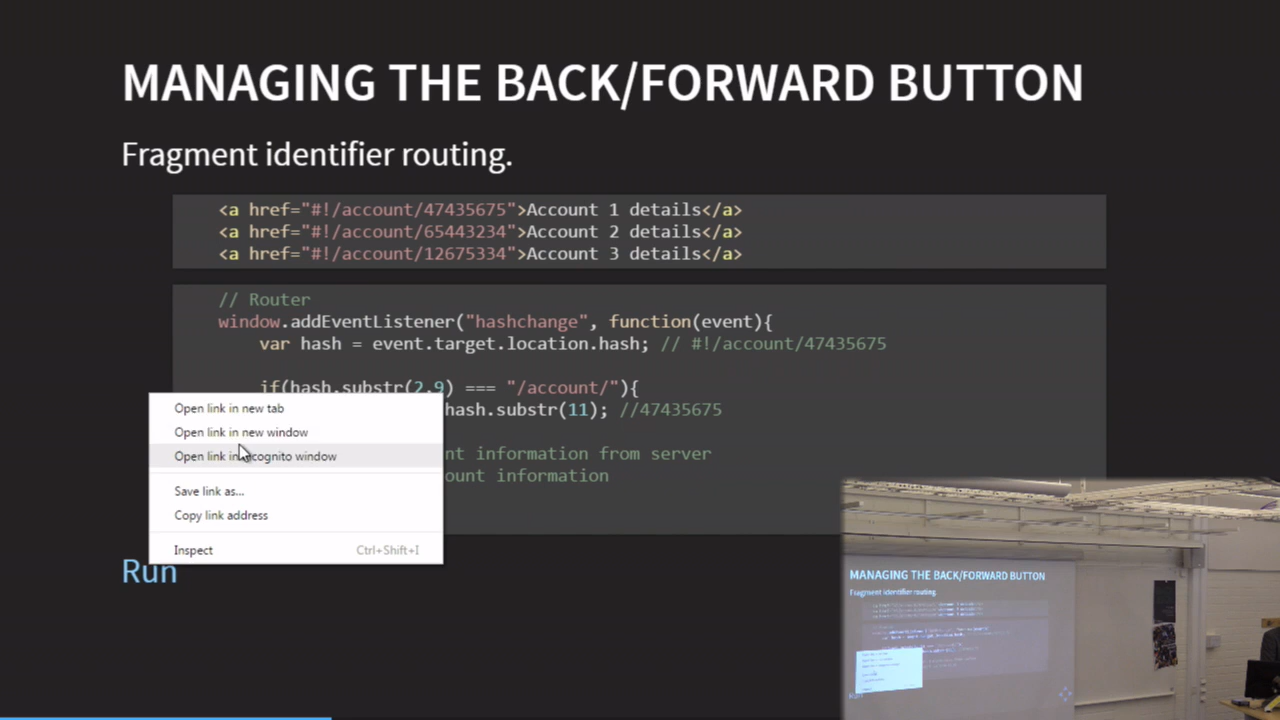 MANAGING THE BACK/FORWARD BUTTON
Fragment identifier routing.
<a href="#!/account/47435675">Account 1 details</a>
<a href="#!/account/65443234">Account 2 details</a>
<a href="#!/account/12675334">Account 3 details</a>
// Router
window.addEventListener("hashchange", function(event){
var hash = event.target.location.hash; // #!/account/47435675
if(hash.substr(2,9) === "/account/"){
hash.substr(11); //47435675
nt information from server
ount information
Open link in new tab
Open link in new window
Open link in incognito window
Save link as...
Copy link address
Inspect Ctrl+Shift+I
Run
MANAGING THE BACK/FORWARD BUTTON
Fragment identifier routing.